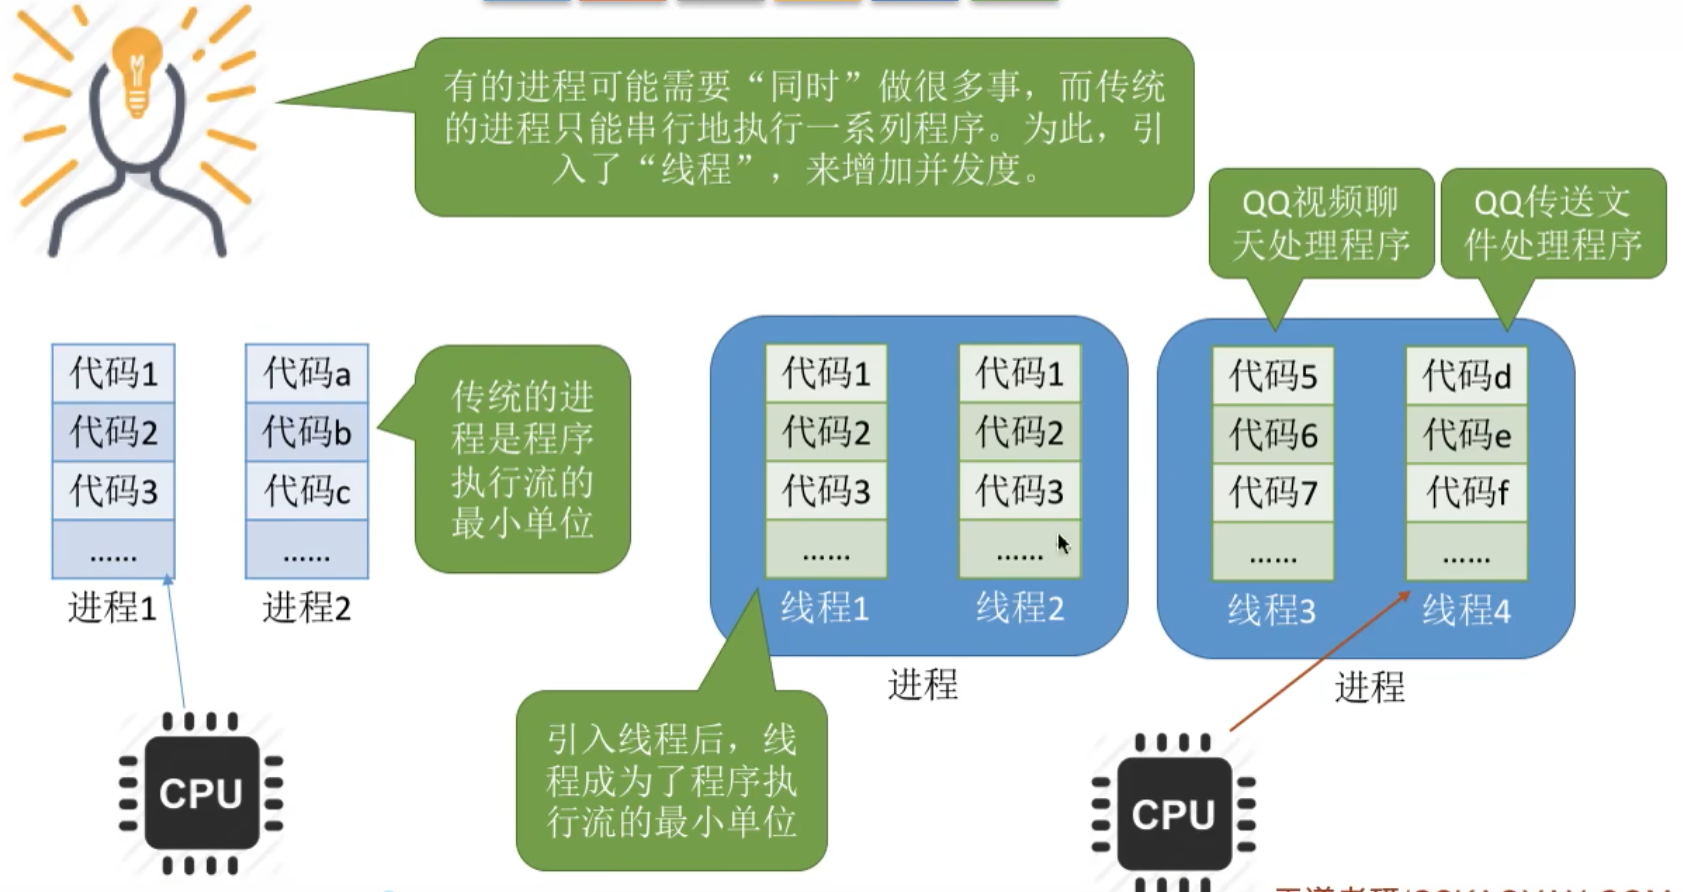 有的进程可能需要“同时”做很多事，而传统
的进程只能串行地执行一系列程序。为此，引
入了“线程”，来增加并发度。
QQ视频聊
天处理程序
QQ传送文
件处理程序
代码1
代码2
代码3
......
进程1
代码a
代码b
代码c
......
进程2
传统的进
程是程序
执行流的
最小单位
代码1
代码2
代码3
......
线程1
代码1
代码2
代码3
......
线程2
进程
代码5
代码6
代码7
......
线程3
代码d
代码e
代码f
......
线程4
进程
引入线程后，线
程成为了程序执
行流的最小单位
CPU
CPU